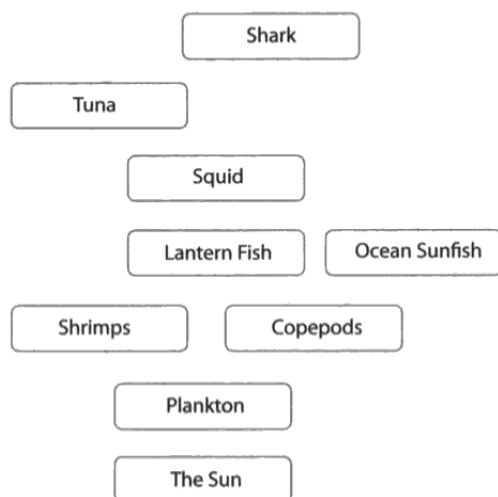 Shark
Tuna
Squid
Lantern Fish
Ocean Sunfish
Shrimps
Copepods
Plankton
The Sun